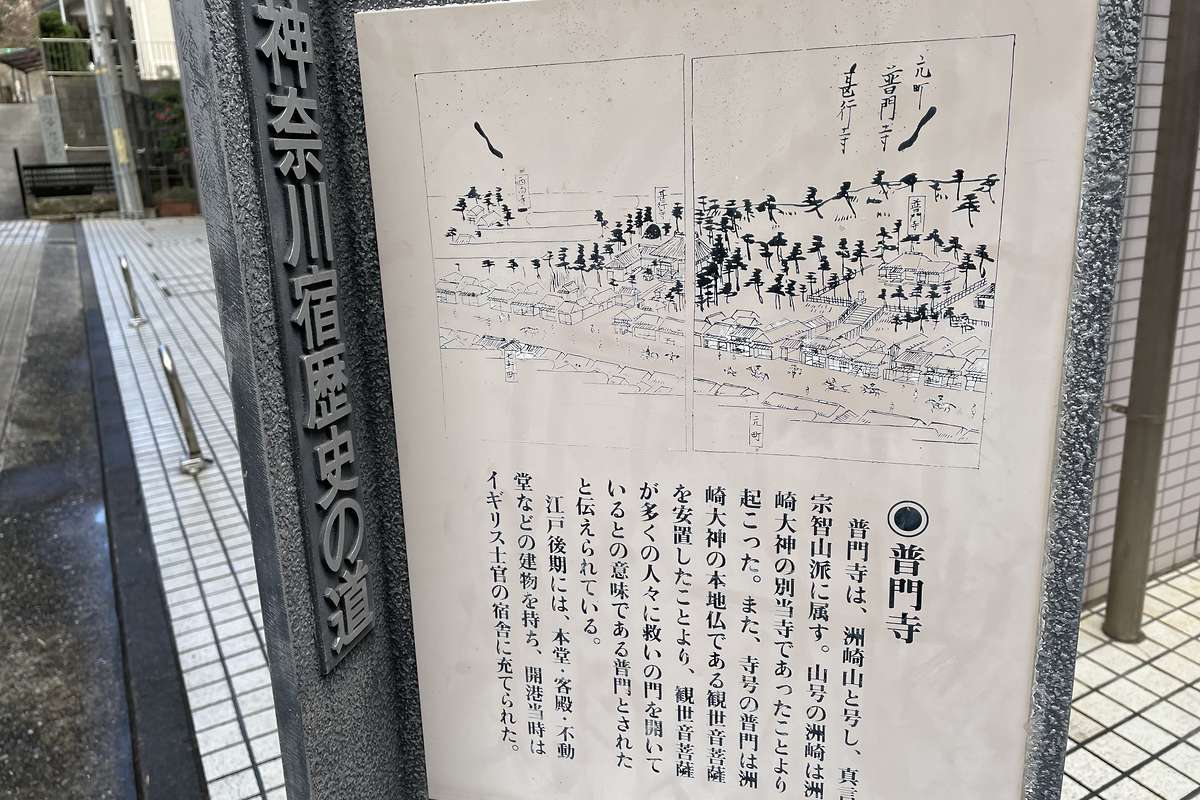 神奈川宿歴史の道
元町
普門寺
甚行寺
普門寺
甚行寺
元町
普門寺
普門寺は、洲崎山と号し、真言
宗智山派に属す。山号の洲崎は洲
崎大神の別当寺であったことより
起こった。また、寺号の普門は洲
崎大神の本地仏である観世音菩薩
を安置したことより、観世音菩薩
が多くの人々に救いの門を開いて
いるとの意味である普門とされた
と伝えられている。
江戸後期には、本堂・客殿・不動
堂などの建物を持ち、開港当時は
イギリス士官の宿舎に充てられた。